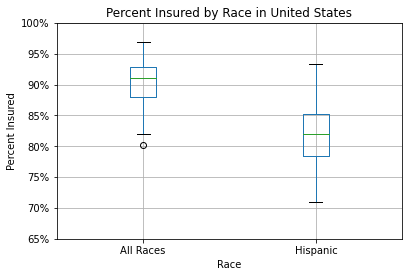 Percent Insured by Race in United States
100%
95%
90%
85%
80%
75%
70%
65%
Percent Insured
All Races
Hispanic
Race